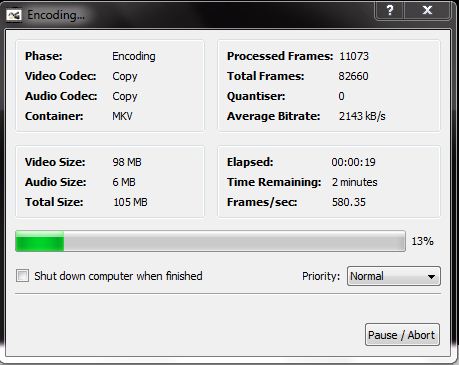 Encoding...
? X
Phase: Encoding
Video Codec: Copy
Audio Codec: Copy
Container: MKV
Processed Frames: 11073
Total Frames: 82660
Quantiser: 0
Average Bitrate: 2143 kB/s
Video Size: 98 MB
Audio Size: 6 MB
Total Size: 105 MB
Elapsed: 00:00:19
Time Remaining: 2 minutes
Frames/sec: 580.35
13%
Shut down computer when finished
Priority: Normal
Pause / Abort